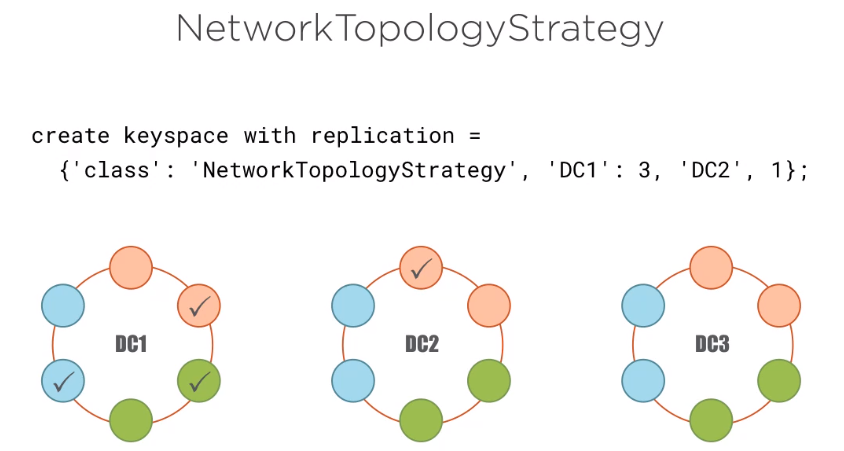 NetworkTopologyStrategy
create keyspace with replication =
{'class': 'NetworkTopologyStrategy', 'DC1': 3, 'DC2', 1};
DC1
DC2
DC3